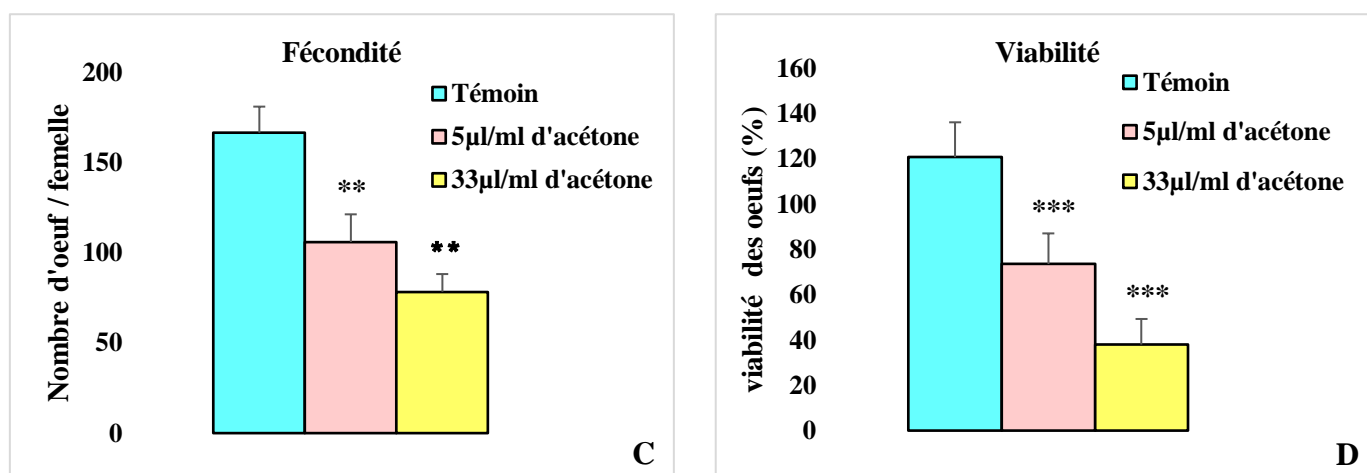 Fécondité
Nombre d'oeuf / femelle
200
150
100
50
0
Témoin
5µl/ml d'acétone
33µl/ml d'acétone
**
**
C
Viabilité
viabilité des oeufs (%)
160
140
120
100
80
60
40
20
0
Témoin
5µl/ml d'acétone
33µl/ml d'acétone
***
***
D